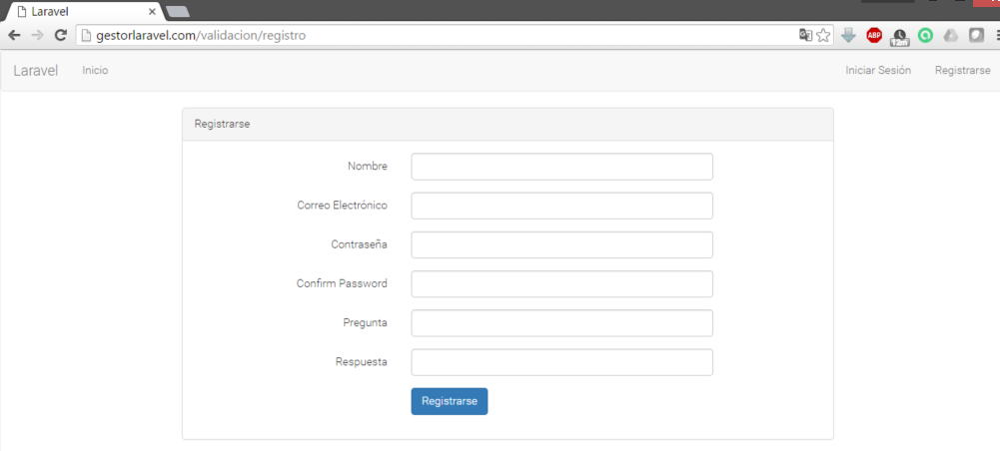 Laravel
gestorlaravel.com/validacion/registro
ABP
12m
Laravel Inicio Iniciar Sesión Registrarse
Registrarse
Nombre
Correo Electrónico
Contraseña
Confirm Password
Pregunta
Respuesta
Registrarse